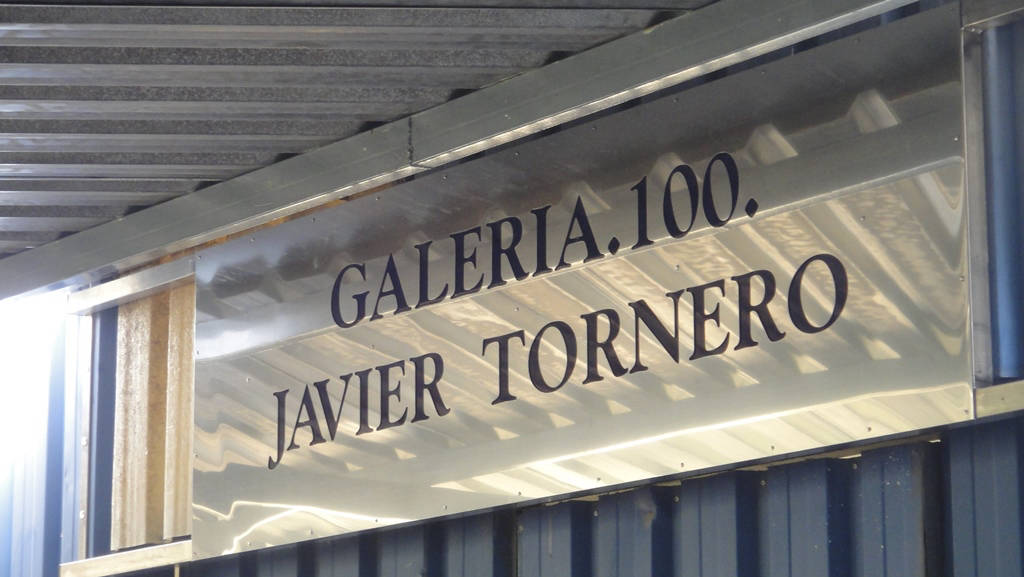 GALERIA.100.
JAVIER TORNERO